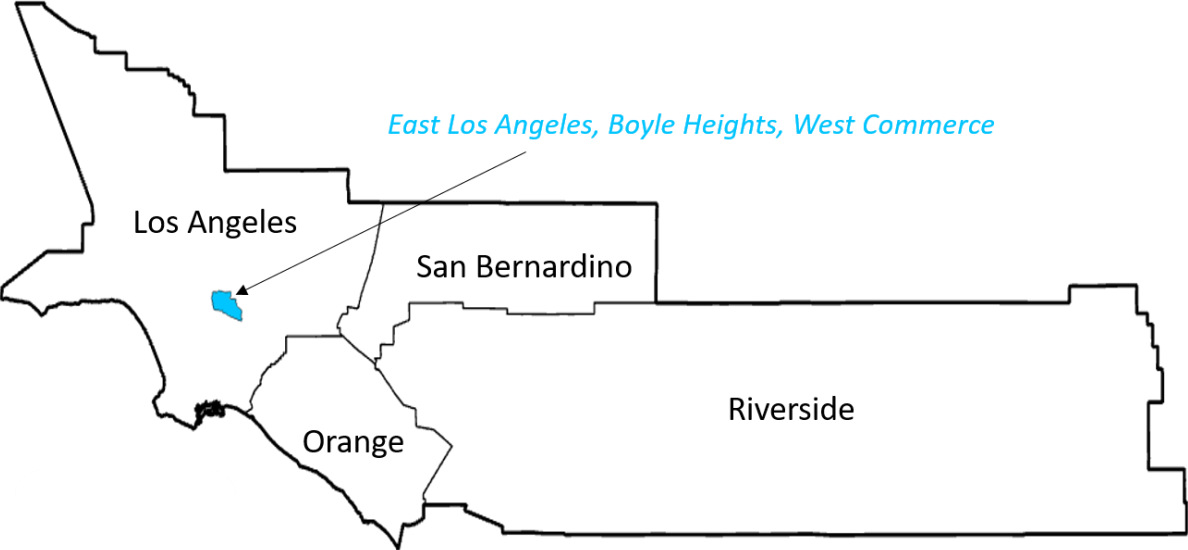 East Los Angeles, Boyle Heights, West Commerce
Los Angeles
San Bernardino
Riverside
Orange